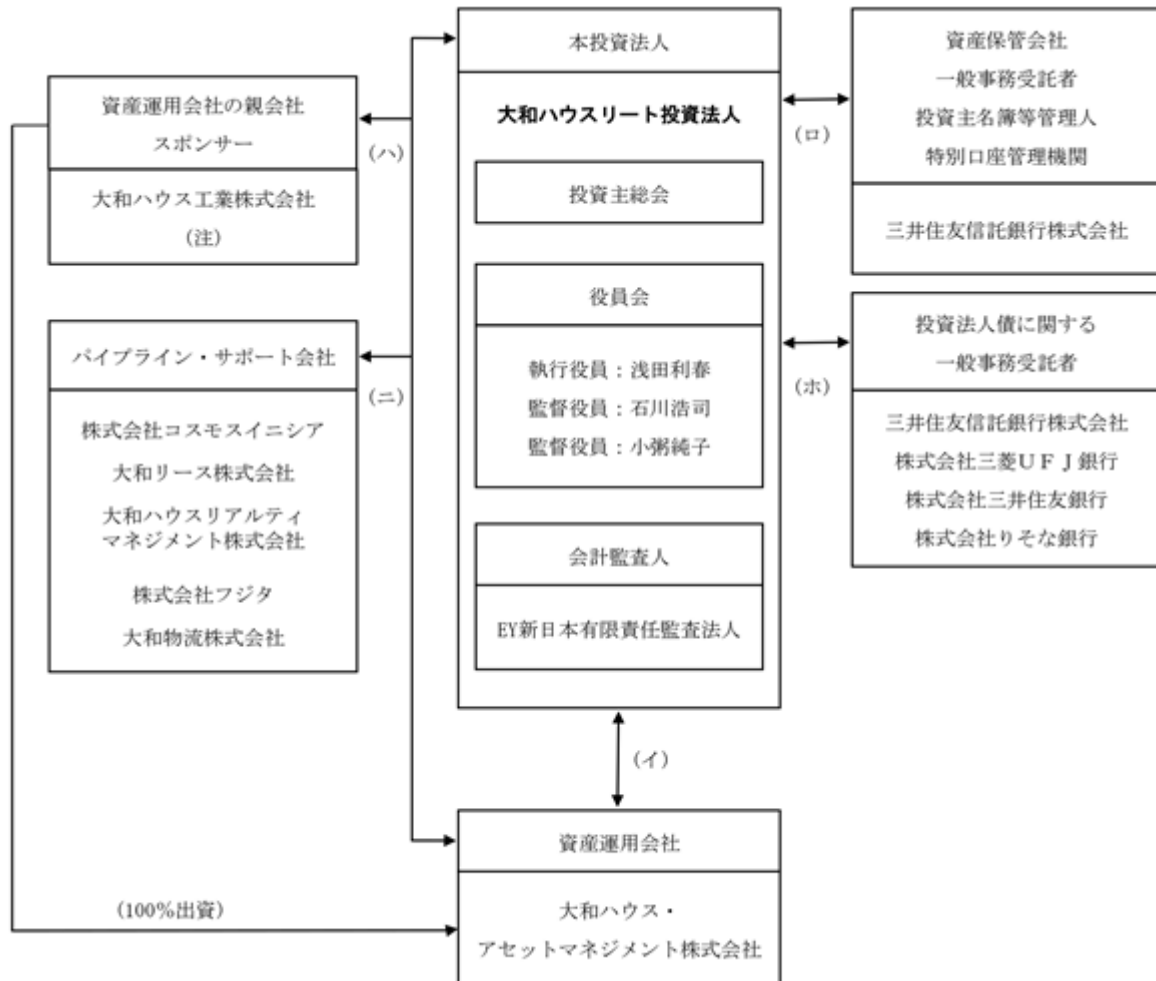 本投資法人
大和ハウスリート投資法人
投資主総会
役員会
執行役員：浅田利春
監督役員：石川浩司
監督役員：小粥純子
会計監査人
EY新日本有限責任監査法人
資産運用会社の親会社
スポンサー
大和ハウス工業株式会社
（注）
（ハ）
パイプライン・サポート会社
株式会社コスモスイニシア
大和リース株式会社
大和ハウスリアルティ
マネジメント株式会社
株式会社フジタ
大和物流株式会社
（ニ）
（ロ）
資産保管会社
一般事務受託者
投資主名簿等管理人
特別口座管理機関
三井住友信託銀行株式会社
（ホ）
投資法人債に関する
一般事務受託者
三井住友信託銀行株式会社
株式会社三菱ＵＦＪ銀行
株式会社三井住友銀行
株式会社りそな銀行
（イ）
資産運用会社
大和ハウス・
アセットマネジメント株式会社
（100％出資）